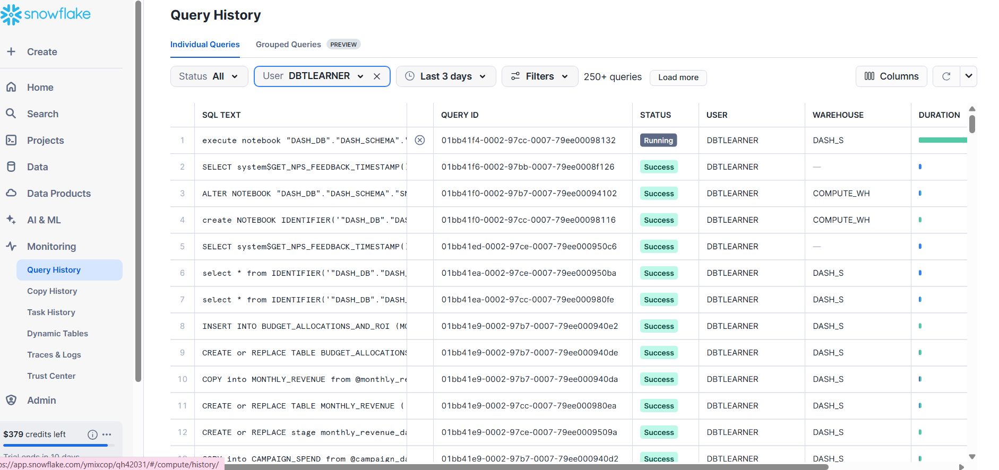 snowflake
Create
Home
Search
Projects
Data
Data Products
AI & ML
Monitoring
Query History
Copy History
Task History
Dynamic Tables
Traces & Logs
Trust Center
Admin
$379 credits left
Trial ends in 10 days
ps://app.snowflake.com/ymixcop/qh42031/#/compute/history/
Query History
Individual Queries Grouped Queries PREVIEW
Status All User DBTLEARNER Last 3 days Filters 250+ queries Load more Columns
SQL TEXT QUERY ID STATUS USER WAREHOUSE DURATION
1 execute notebook "DASH_DB"."DASH_SCHEMA"." 01bb41f4-0002-97cc-0007-79ee00098132 Running DBTLEARNER DASH_S
2 SELECT system$GET_NPS_FEEDBACK_TIMESTAMP() 01bb41f6-0002-97bb-0007-79ee0008f126 Success DBTLEARNER —
3 ALTER NOTEBOOK "DASH_DB"."DASH_SCHEMA"."SN 01bb41f0-0002-97b7-0007-79ee00094102 Success DBTLEARNER COMPUTE_WH
4 create NOTEBOOK IDENTIFIER('"DASH_DB"."DAS 01bb41f0-0002-97cc-0007-79ee00098116 Success DBTLEARNER COMPUTE_WH
5 SELECT system$GET_NPS_FEEDBACK_TIMESTAMP() 01bb41ed-0002-97ce-0007-79ee000950c6 Success DBTLEARNER —
6 select * from IDENTIFIER('"DASH_DB"."DASH_ 01bb41ea-0002-97ce-0007-79ee000950ba Success DBTLEARNER DASH_S
7 select * from IDENTIFIER('"DASH_DB"."DASH_ 01bb41ea-0002-97cc-0007-79ee000980fe Success DBTLEARNER DASH_S
8 INSERT INTO BUDGET_ALLOCATIONS_AND_ROI (MO 01bb41e9-0002-97b7-0007-79ee000940e2 Success DBTLEARNER DASH_S
9 CREATE or REPLACE TABLE BUDGET_ALLOCATIONS 01bb41e9-0002-97b7-0007-79ee000940de Success DBTLEARNER DASH_S
10 COPY into MONTHLY_REVENUE from @monthly_re 01bb41e9-0002-97b7-0007-79ee000940da Success DBTLEARNER DASH_S
11 CREATE or REPLACE TABLE MONTHLY_REVENUE ( 01bb41e9-0002-97cc-0007-79ee000980ea Success DBTLEARNER DASH_S
12 CREATE or REPLACE stage monthly_revenue_da 01bb41e9-0002-97ce-0007-79ee0009509a Success DBTLEARNER DASH_S
13 COPY into CAMPAIGN_SPEND from @campaign_da 01bb41e9-0002-97b7-0007-79ee000940d2 Success DBTLEARNER DASH_S